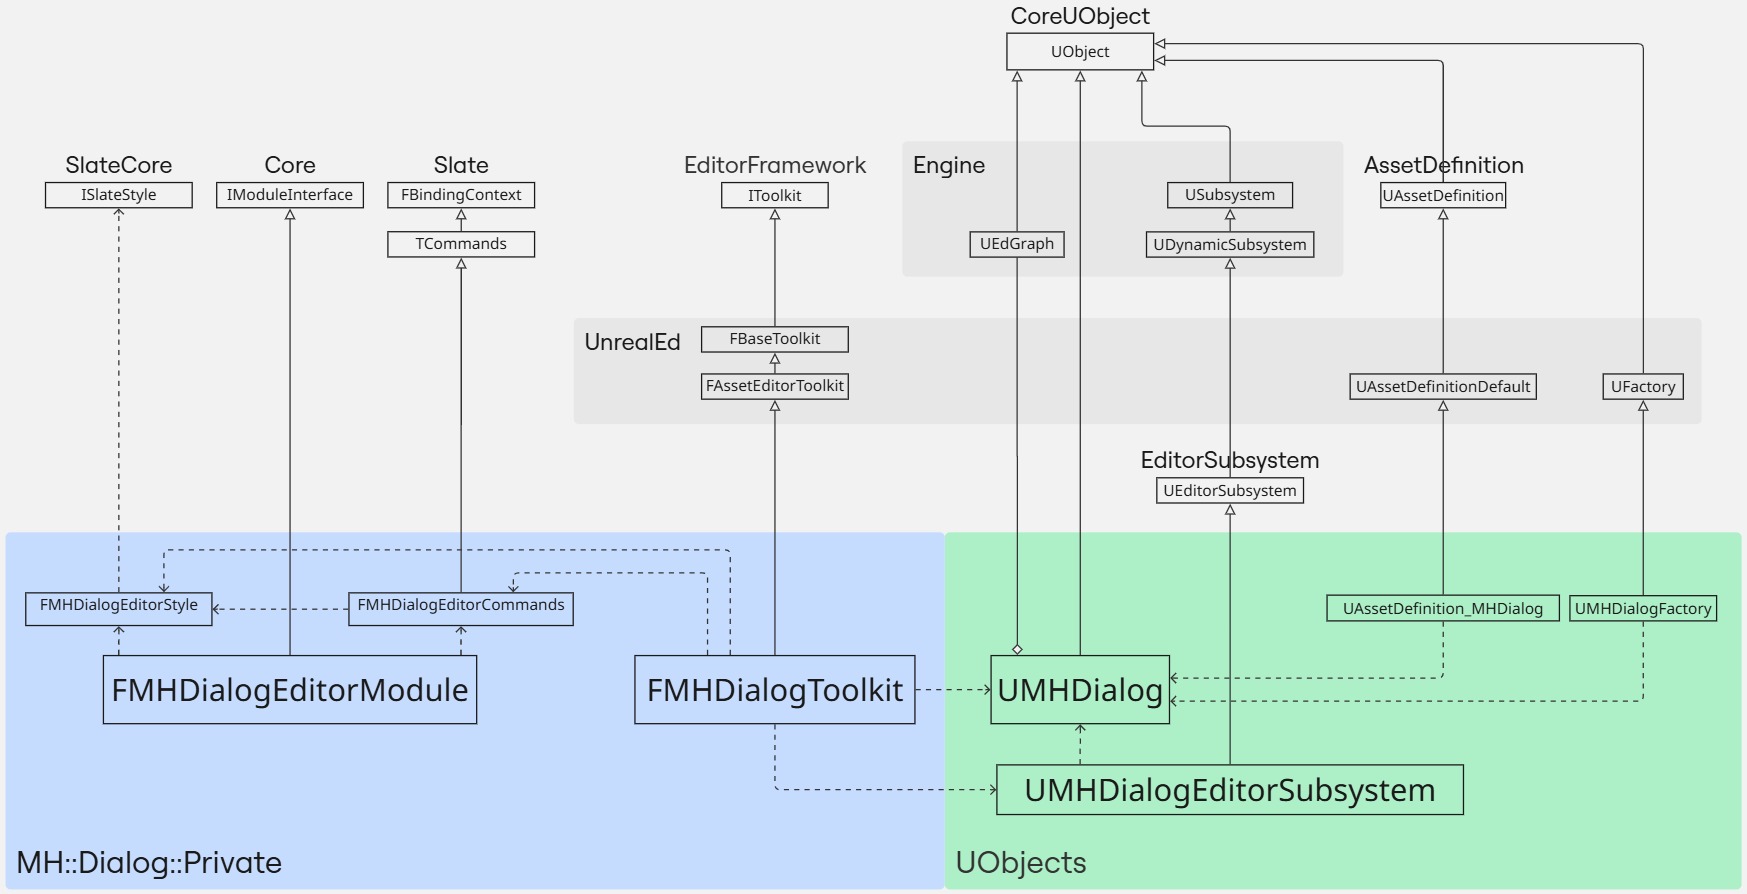 CoreUObject
UObject
SlateCore
Core
Slate
EditorFramework
Engine
AssetDefinition
ISlateStyle
IModuleInterface
FBindingContext
IToolkit
USubsystem
UAssetDefinition
TCommands
UEdGraph
UDynamicSubsystem
UnrealEd
FBaseToolkit
FAssetEditorToolkit
UAssetDefinitionDefault
UFactory
EditorSubsystem
UEditorSubsystem
FMHDialogEditorStyle
FMHDialogEditorCommands
UAssetDefinition_MHDialog
UMHDialogFactory
FMHDialogEditorModule
FMHDialogToolkit
UMHDialog
UMHDialogEditorSubsystem
MH::Dialog::Private
UObjects